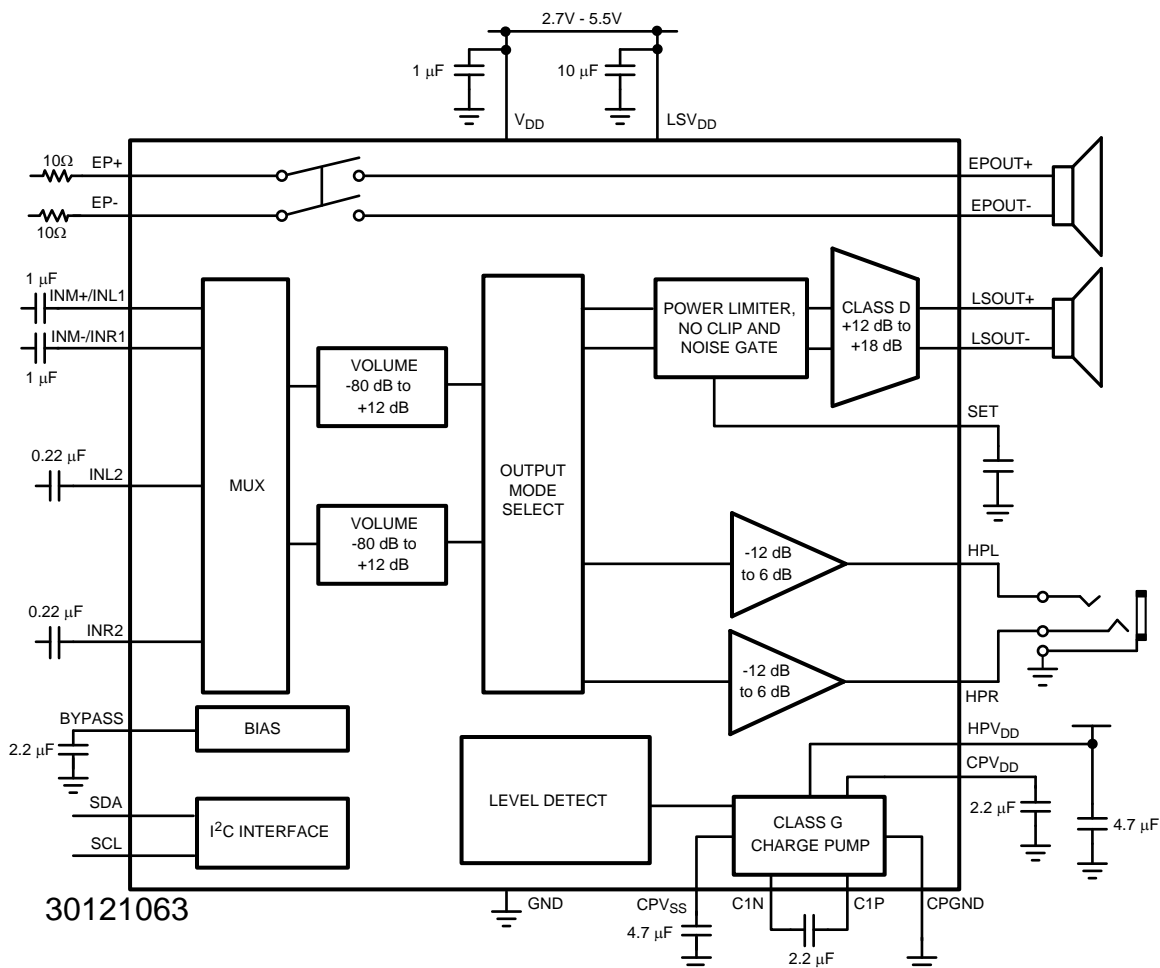 2.7V - 5.5V
1 μF
10 μF
V_DD
LSV_DD
10Ω
EP+
EPOUT+
EP-
EPOUT-
10Ω
1 μF
INM+/INL1
INM-/INR1
1 μF
POWER LIMITER,
NO CLIP AND
NOISE GATE
CLASS D
+12 dB to
+18 dB
LSOUT+
LSOUT-
VOLUME
-80 dB to
+12 dB
SET
0.22 μF
INL2
MUX
OUTPUT
MODE
SELECT
VOLUME
-80 dB to
+12 dB
-12 dB
to 6 dB
HPL
0.22 μF
INR2
-12 dB
to 6 dB
HPR
BYPASS
BIAS
2.2 μF
HPV_DD
CPV_DD
LEVEL DETECT
2.2 μF
4.7 μF
SDA
I²C INTERFACE
SCL
CLASS G
CHARGE PUMP
30121063
GND
CPV_SS
C1N
C1P
CPGND
4.7 μF
2.2 μF